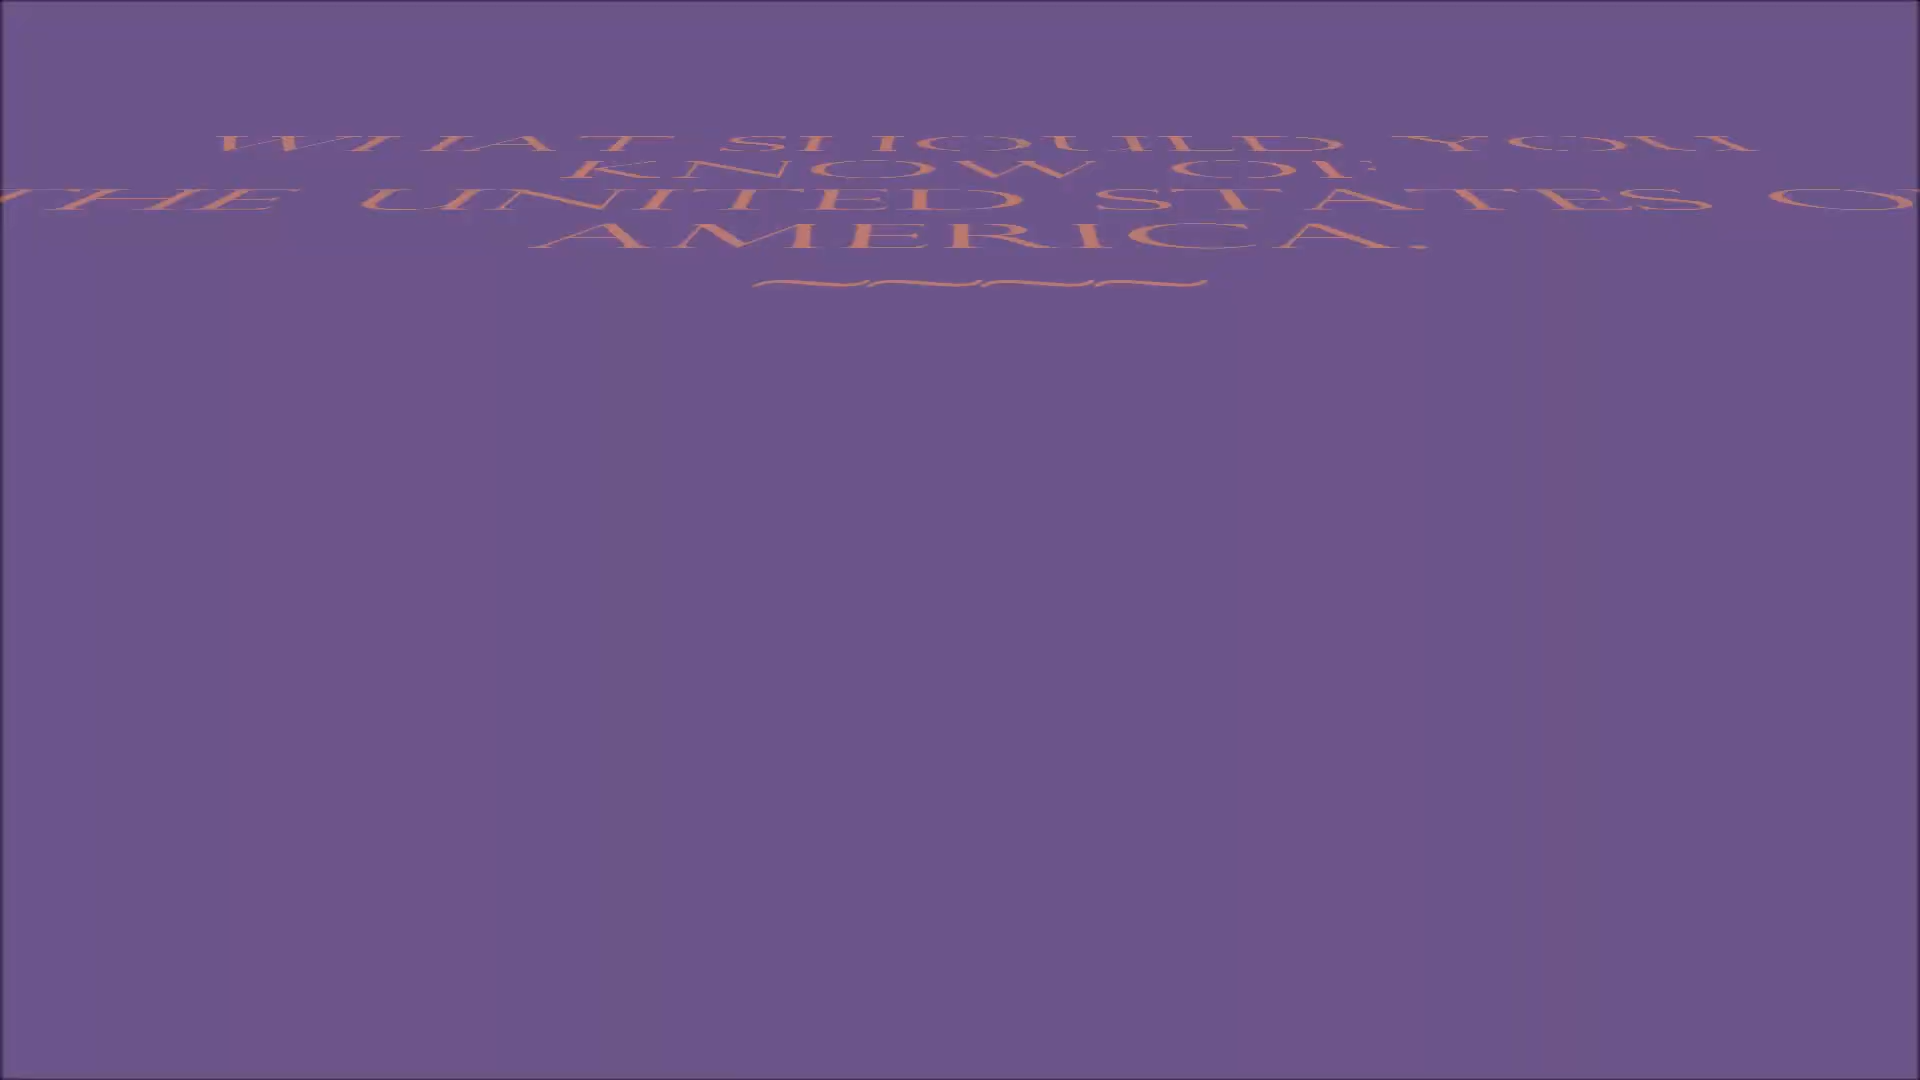 WHAT SHOULD YOU
KNOW OF
THE UNITED STATES OF
AMERICA.